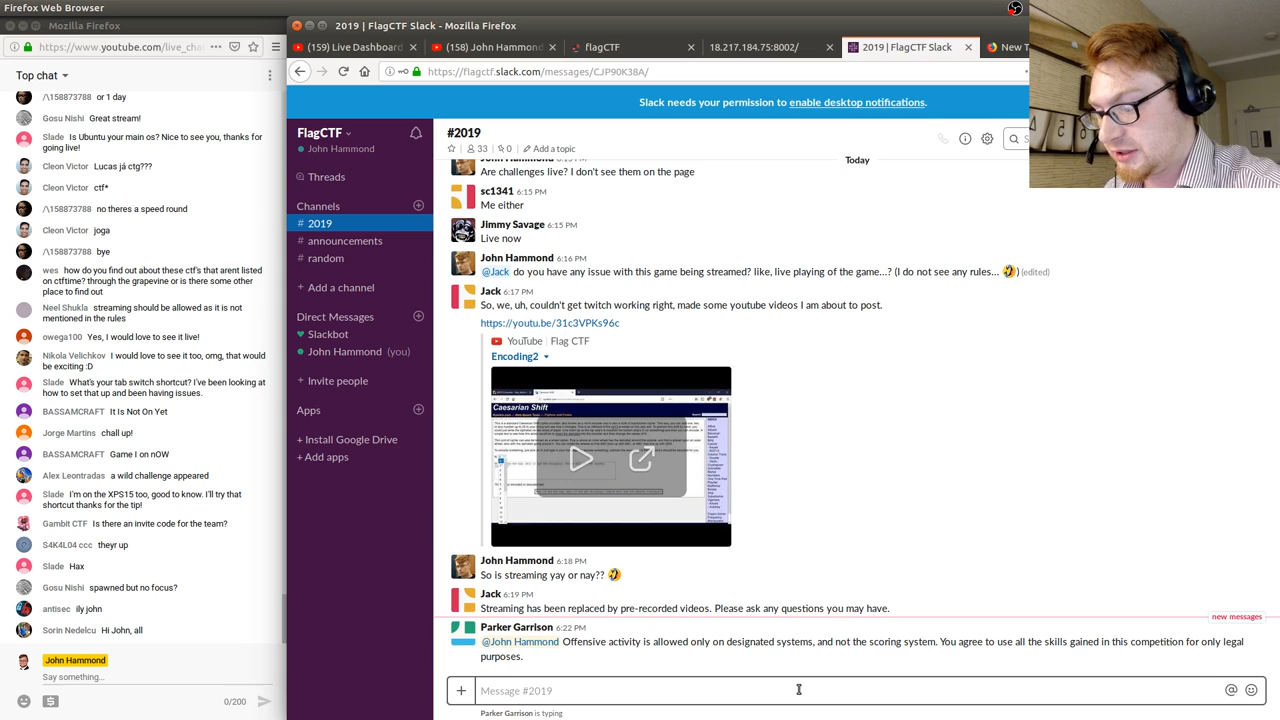 Firefox Web Browser
Mozilla Firefox
https://www.youtube.com/live_cha
Top chat
/\158873788 or 1 day
Gosu Nishi Great stream!
Slade Is Ubuntu your main os? Nice to see you, thanks for
going live!
Cleon Victor Lucas já ctg???
Cleon Victor ctf*
/\158873788 no theres a speed round
Cleon Victor joga
/\158873788 bye
wes how do you find out about these ctf's that arent listed
on ctftime? through the grapevine or is there some other
place to find out
Neel Shukla streaming should be allowed as it is not
mentioned in the rules
owega100 Yes, I would love to see it live!
Nikola Velichkov I would love to see it too, omg, that would
be exciting :D
Slade What's your tab switch shortcut? I've been looking at
how to set that up and been having issues.
BASSAMCRAFT It Is Not On Yet
Jorge Martins chall up!
BASSAMCRAFT Game I on nOW
Alex Leontradas a wild challenge appeared
Slade I'm on the XPS15 too, good to know. I'll try that
shortcut thanks for the tip!
Gambit CTF Is there an invite code for the team?
S4K4L04 ccc theyr up
Slade Hax
Gosu Nishi spawned but no focus?
antisec ily john
Sorin Nedelcu Hi John, all
John Hammond
Say something...
0/200
2019 | FlagCTF Slack - Mozilla Firefox
(159) Live Dashboard
(158) John Hammond
flagCTF
18.217.184.75:8002/
2019 | FlagCTF Slack
New T
https://flagctf.slack.com/messages/CJP90K38A/
Slack needs your permission to enable desktop notifications.
FlagCTF
John Hammond
Threads
Channels
# 2019
# announcements
# random
+ Add a channel
Direct Messages
Slackbot
John Hammond (you)
+ Invite people
Apps
+ Install Google Drive
+ Add apps
#2019
33 | 0 | Add a topic
Today
Are challenges live? I don't see them on the page
sc1341 6:15 PM
Me either
Jimmy Savage 6:15 PM
Live now
John Hammond 6:16 PM
@Jack do you have any issue with this game being streamed? like, live playing of the game...? (I do not see any rules... 🤣) (edited)
Jack 6:17 PM
So, we, uh, couldn't get twitch working right, made some youtube videos I am about to post.
https://youtu.be/31c3VPKs96c
YouTube | Flag CTF
Encoding2
Caesarian Shift
John Hammond 6:18 PM
So is streaming yay or nay?? 🤣
Jack 6:19 PM
Streaming has been replaced by pre-recorded videos. Please ask any questions you may have.
new messages
Parker Garrison 6:22 PM
@John Hammond Offensive activity is allowed only on designated systems, and not the scoring system. You agree to use all the skills gained in this competition for only legal
purposes.
Message #2019
Parker Garrison is typing